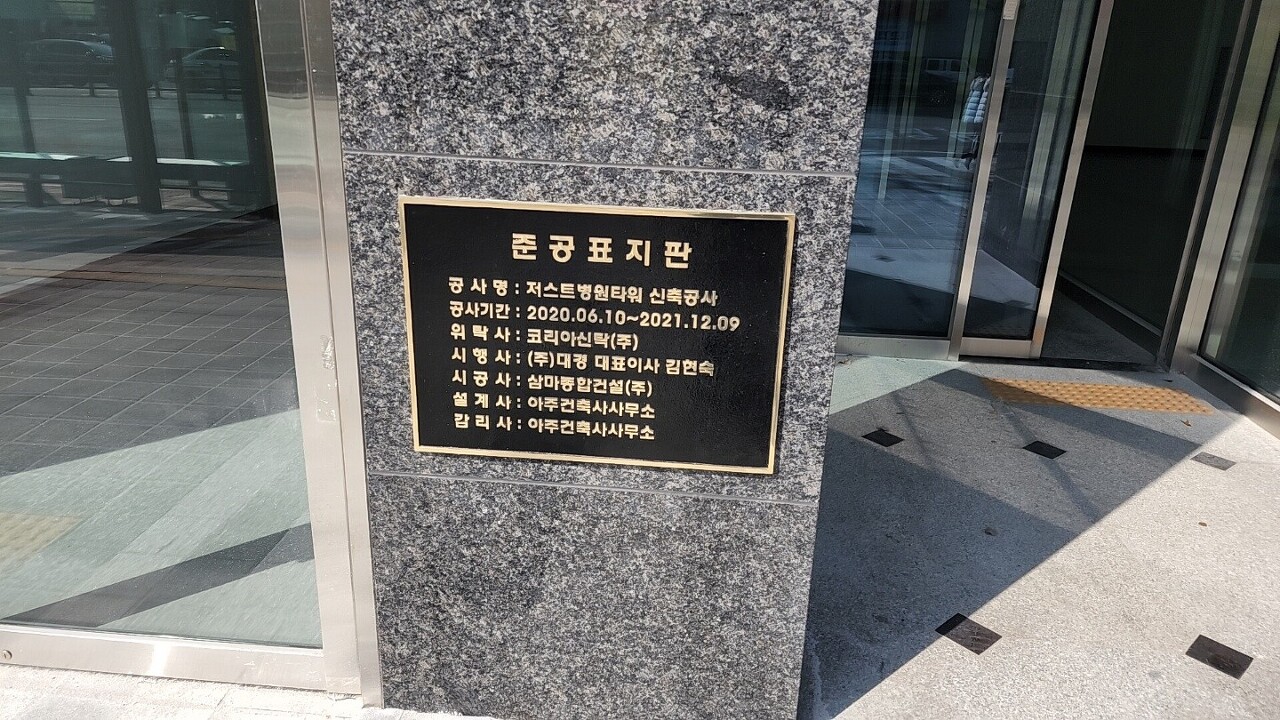 준공표지판
공 사 명 : 저스트병원타워 신축공사
공사기간 : 2020.06.10~2021.12.09
위 탁 사 : 코리아신탁(주)
시 행 사 : (주)대경 대표이사 김현숙
시 공 사 : 삼마종합건설(주)
설 계 사 : 아주건축사사무소
감 리 사 : 아주건축사사무소